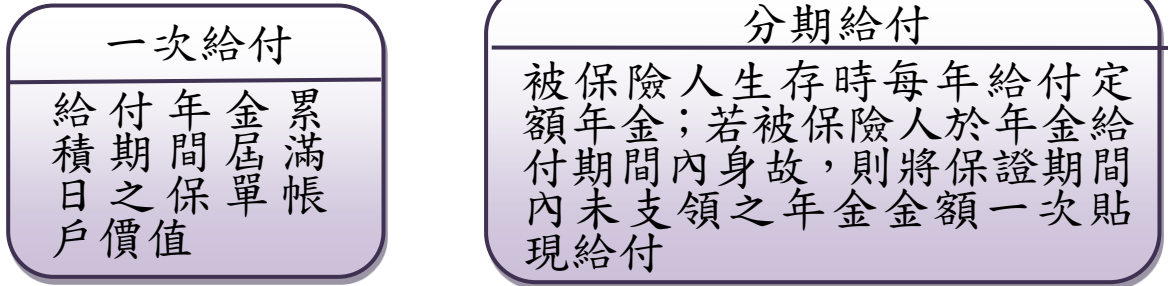 一次給付
給付年金累
積期間屆滿
日之保單帳
戶價值
分期給付
被保險人生存時每年給付定
額年金；若被保險人於年金給
付期間內身故，則將保證期間
內未支領之年金金額一次貼
現給付